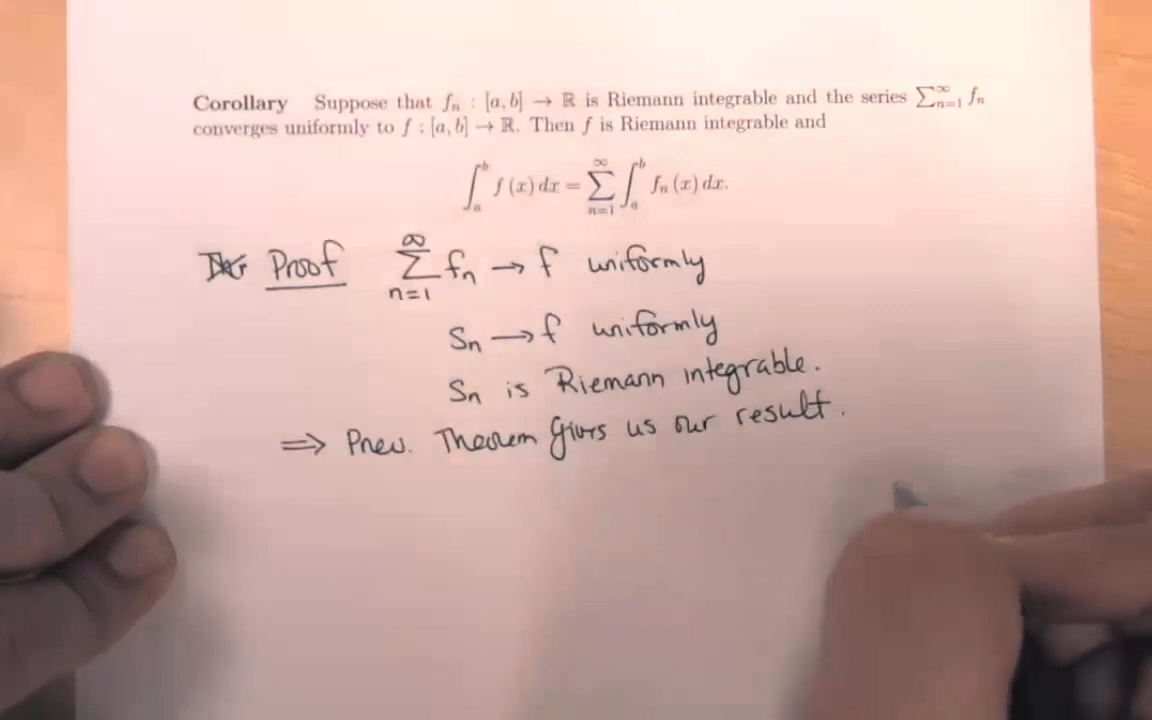 Corollary Suppose that fₙ : [a, b] → ℝ is Riemann integrable and the series ∑_{n=1}^{∞} fₙ
converges uniformly to f : [a, b] → ℝ. Then f is Riemann integrable and
∫_a^b f (x) dx = ∑_{n=1}^{∞} ∫_a^b fₙ (x) dx.
Proof ∑_{n=1}^{∞} fₙ → f uniformly
Sₙ → f uniformly
Sₙ is Riemann integrable.
⇒ Prev. Theorem gives us our result.